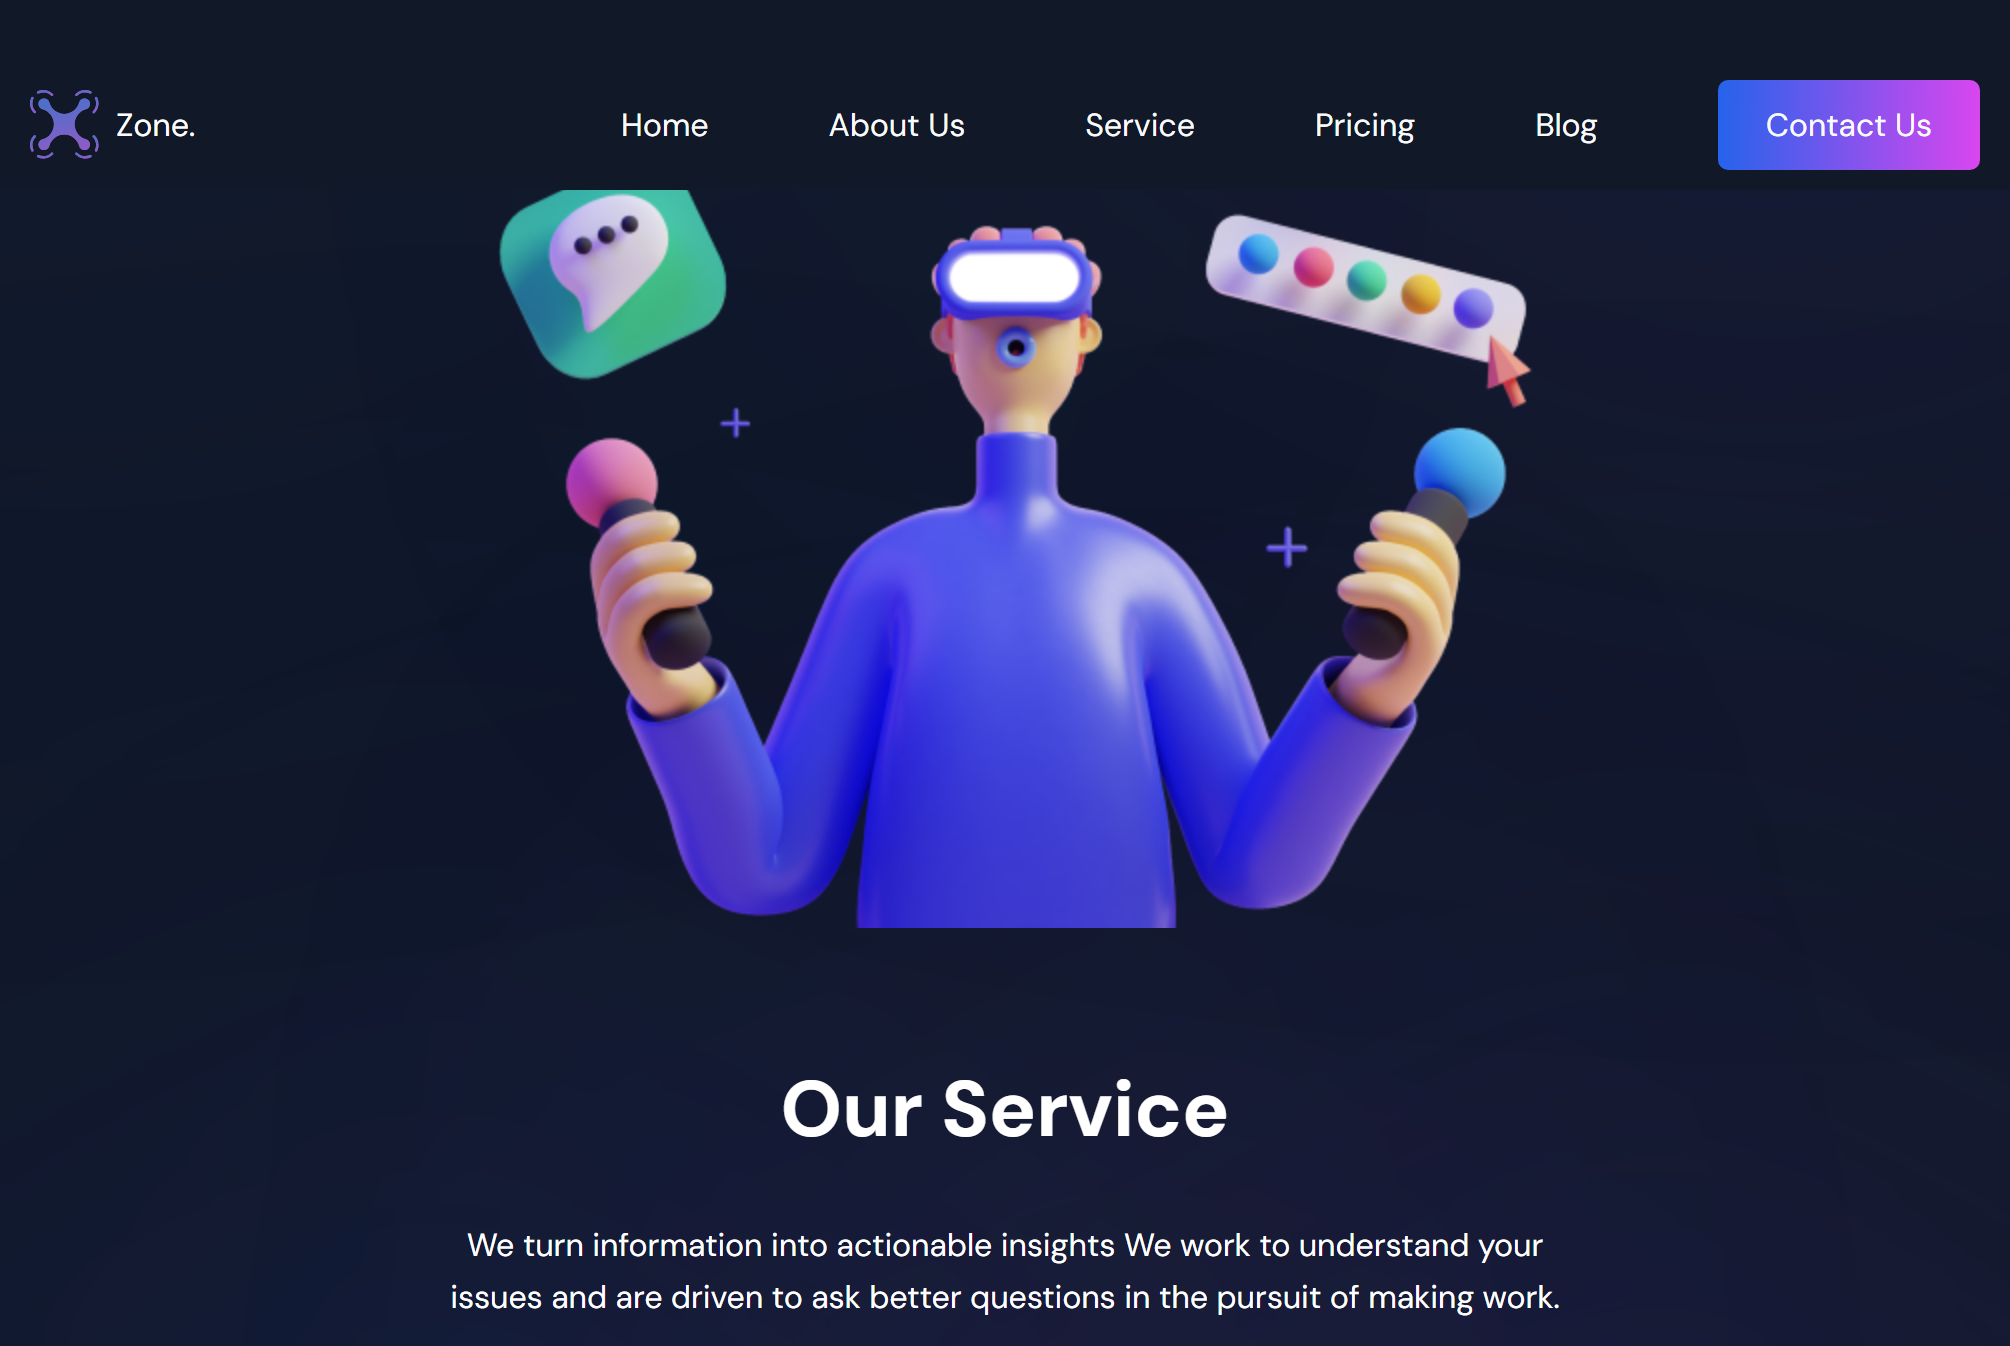 Zone.
Home
About Us
Service
Pricing
Blog
Contact Us
Our Service
We turn information into actionable insights We work to understand your
issues and are driven to ask better questions in the pursuit of making work.